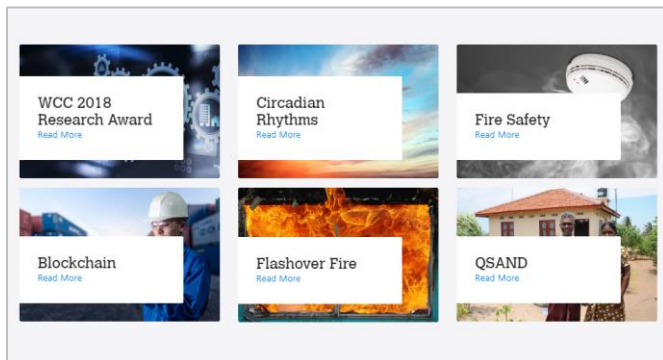 WCC 2018
Research Award
Read More
Circadian
Rhythms
Read More
Fire Safety
Read More
Blockchain
Read More
Flashover Fire
Read More
QSAND
Read More